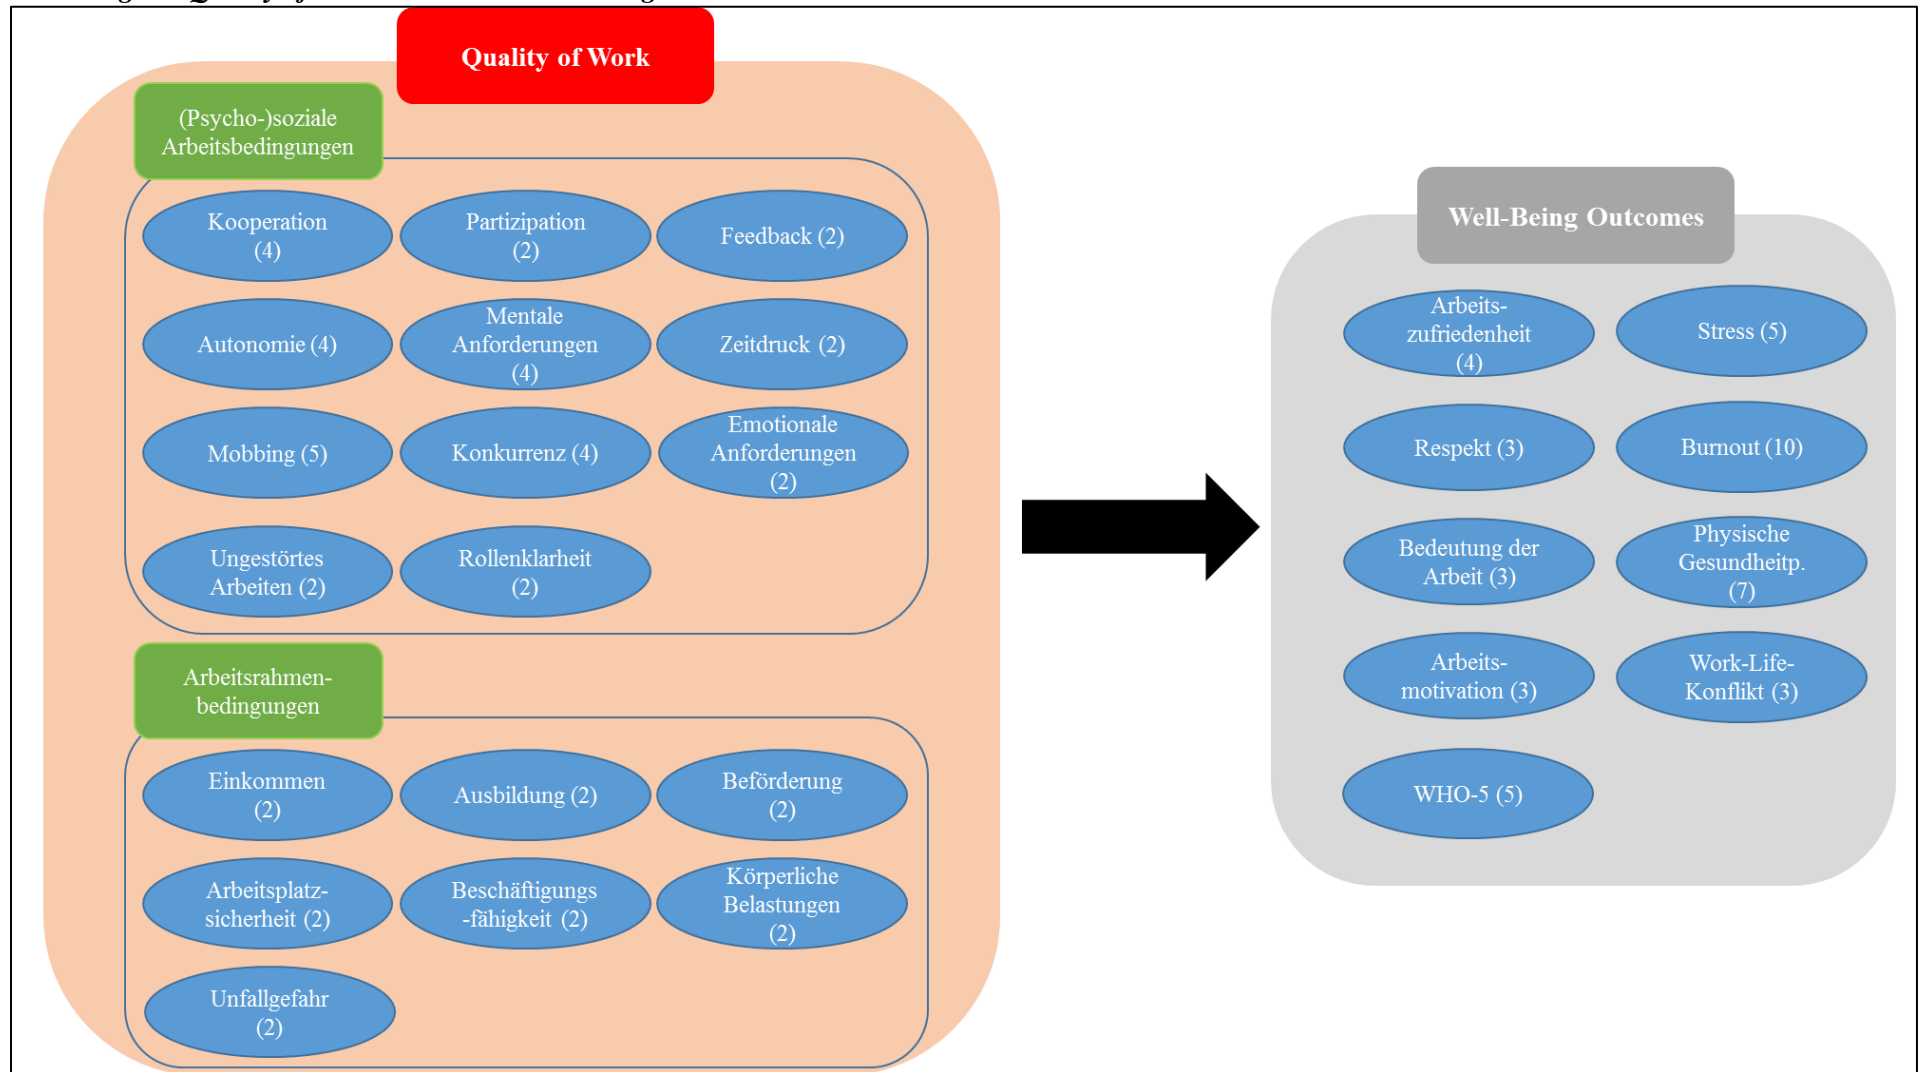 Quality of Work
(Psycho-)soziale
Arbeitsbedingungen
Kooperation
(4)
Partizipation
(2)
Feedback (2)
Autonomie (4)
Mentale
Anforderungen
(4)
Zeitdruck (2)
Mobbing (5)
Konkurrenz (4)
Emotionale
Anforderungen
(2)
Ungestörtes
Arbeiten (2)
Rollenklarheit
(2)
Arbeitsrahmen-
bedingungen
Einkommen
(2)
Ausbildung (2)
Beförderung
(2)
Arbeitsplatz-
sicherheit (2)
Beschäftigungs
-fähigkeit (2)
Körperliche
Belastungen
(2)
Unfallgefahr
(2)
Well-Being Outcomes
Arbeits-
zufriedenheit
(4)
Stress (5)
Respekt (3)
Burnout (10)
Bedeutung der
Arbeit (3)
Physische
Gesundheitp.
(7)
Arbeits-
motivation (3)
Work-Life-
Konflikt (3)
WHO-5 (5)